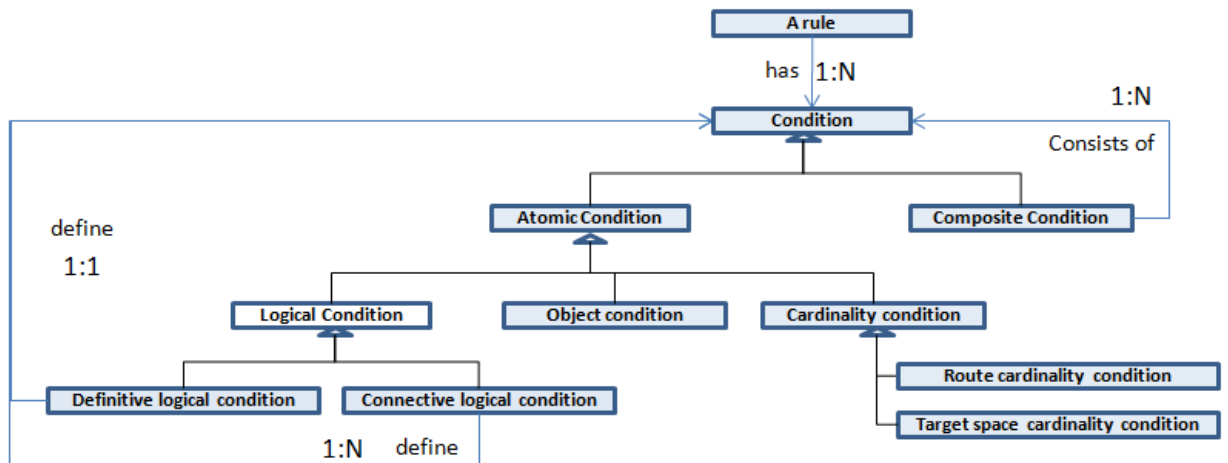 A rule
has 1:N
1:N
Condition
Consists of
Atomic Condition
Composite Condition
define
1:1
Logical Condition
Object condition
Cardinality condition
Route cardinality condition
Definitive logical condition
Connective logical condition
Target space cardinality condition
1:N define